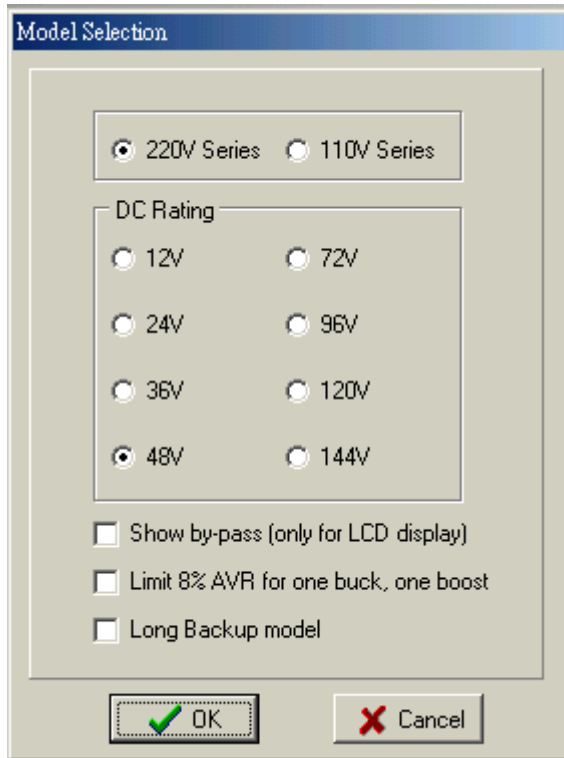 Model Selection
220V Series 110V Series
DC Rating
12V 72V
24V 96V
36V 120V
48V 144V
Show by-pass (only for LCD display)
Limit 8% AVR for one buck, one boost
Long Backup model
OK Cancel